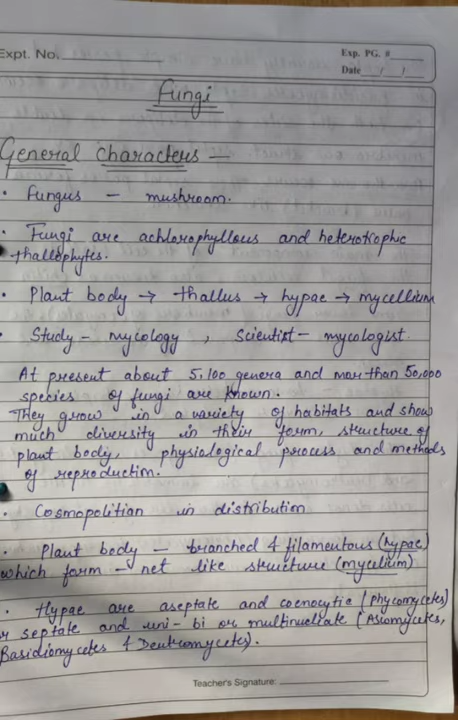 Expt. No.
Exp. PG. #
Date / /
Fungi
General Characters —
• Fungus — mushroom.
• Fungi are achlorophyllous and heterotrophic
thallophytes.
• Plant body → thallus → hypae → mycellium
• Study - mycology , Scientist - mycologist.
At present about 5,100 genera and more than 50,000
species of fungi are known.
They grow in a variety of habitats and show
much diversity in their form, structure of
plant body, physiological process and methods
of reproduction.
• Cosmopolition in distribution
• Plant body — branched & filamentous (hypae)
which form — net like structure (mycelium)
• Hypae are aseptate and coenocytic (Phycomycetes)
or septate and uni- bi or multinucliate (Ascomycetes,
Basidiomycetes & Deutromycetes).
Teacher's Signature: